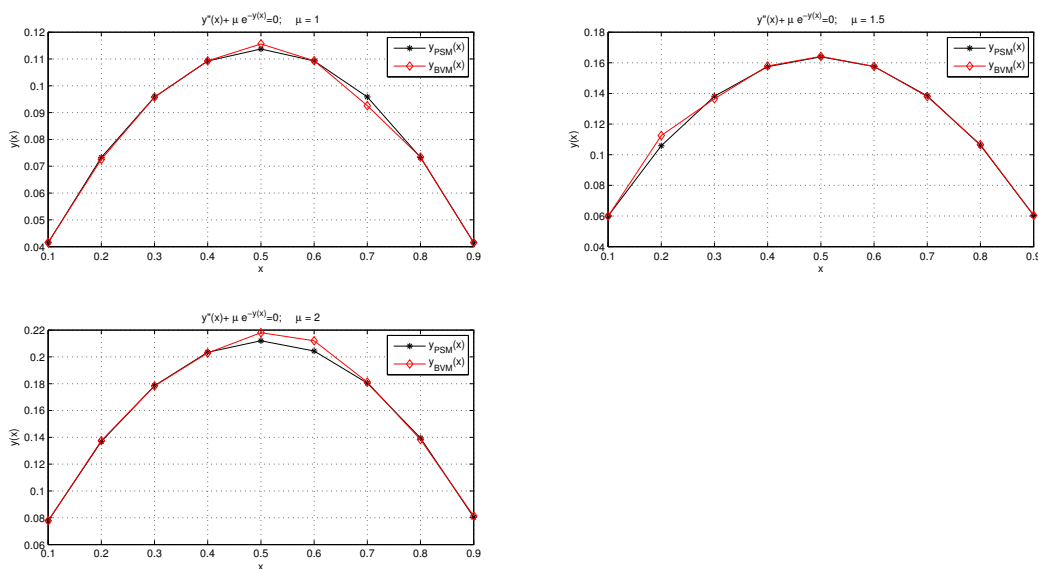 y"(x)+ μ e^{-y(x)}=0; μ = 1
0.12
0.11
0.1
0.09
0.08
0.07
0.06
0.05
0.04
y(x)
y_PSM(x)
y_BVM(x)
0.1 0.2 0.3 0.4 0.5 0.6 0.7 0.8 0.9
x
y"(x)+ μ e^{-y(x)}=0; μ = 1.5
0.18
0.16
0.14
0.12
0.1
0.08
0.06
0.04
y(x)
y_PSM(x)
y_BVM(x)
0.1 0.2 0.3 0.4 0.5 0.6 0.7 0.8 0.9
x
y"(x)+ μ e^{-y(x)}=0; μ = 2
0.22
0.2
0.18
0.16
0.14
0.12
0.1
0.08
0.06
y(x)
y_PSM(x)
y_BVM(x)
0.1 0.2 0.3 0.4 0.5 0.6 0.7 0.8 0.9
x